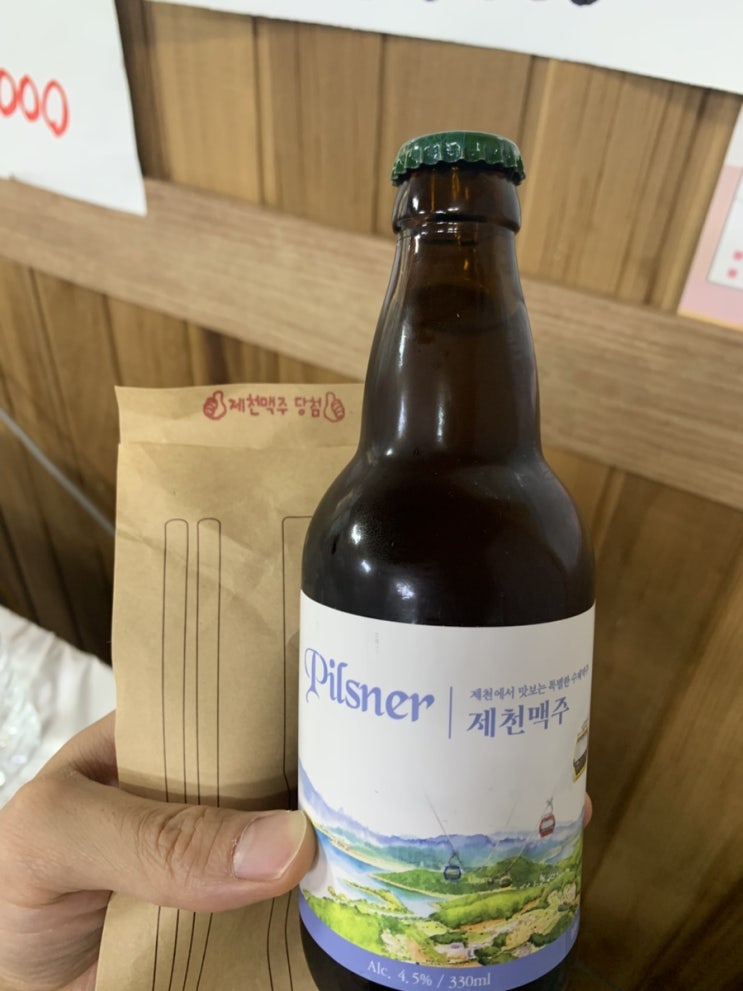 000
제천맥주 당첨
Pilsner
제천에서 맛보는 특별한 수제맥주
제천맥주
Alc. 4.5% / 330ml